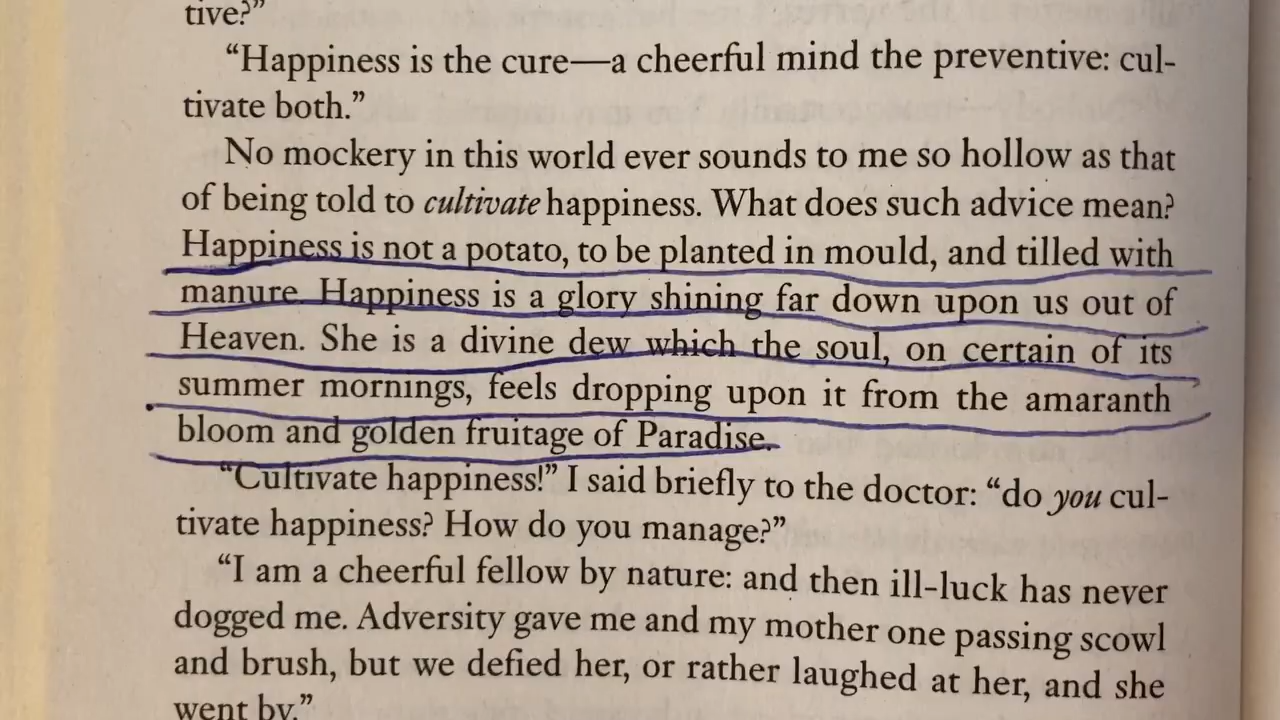 tive?”
“Happiness is the cure—a cheerful mind the preventive: cul-
tivate both.”
No mockery in this world ever sounds to me so hollow as that
of being told to cultivate happiness. What does such advice mean?
Happiness is not a potato, to be planted in mould, and tilled with
manure. Happiness is a glory shining far down upon us out of
Heaven. She is a divine dew which the soul, on certain of its
summer mornings, feels dropping upon it from the amaranth
bloom and golden fruitage of Paradise.
“Cultivate happiness!” I said briefly to the doctor: “do you cul-
tivate happiness? How do you manage?”
“I am a cheerful fellow by nature: and then ill-luck has never
dogged me. Adversity gave me and my mother one passing scowl
and brush, but we defied her, or rather laughed at her, and she
went by.”